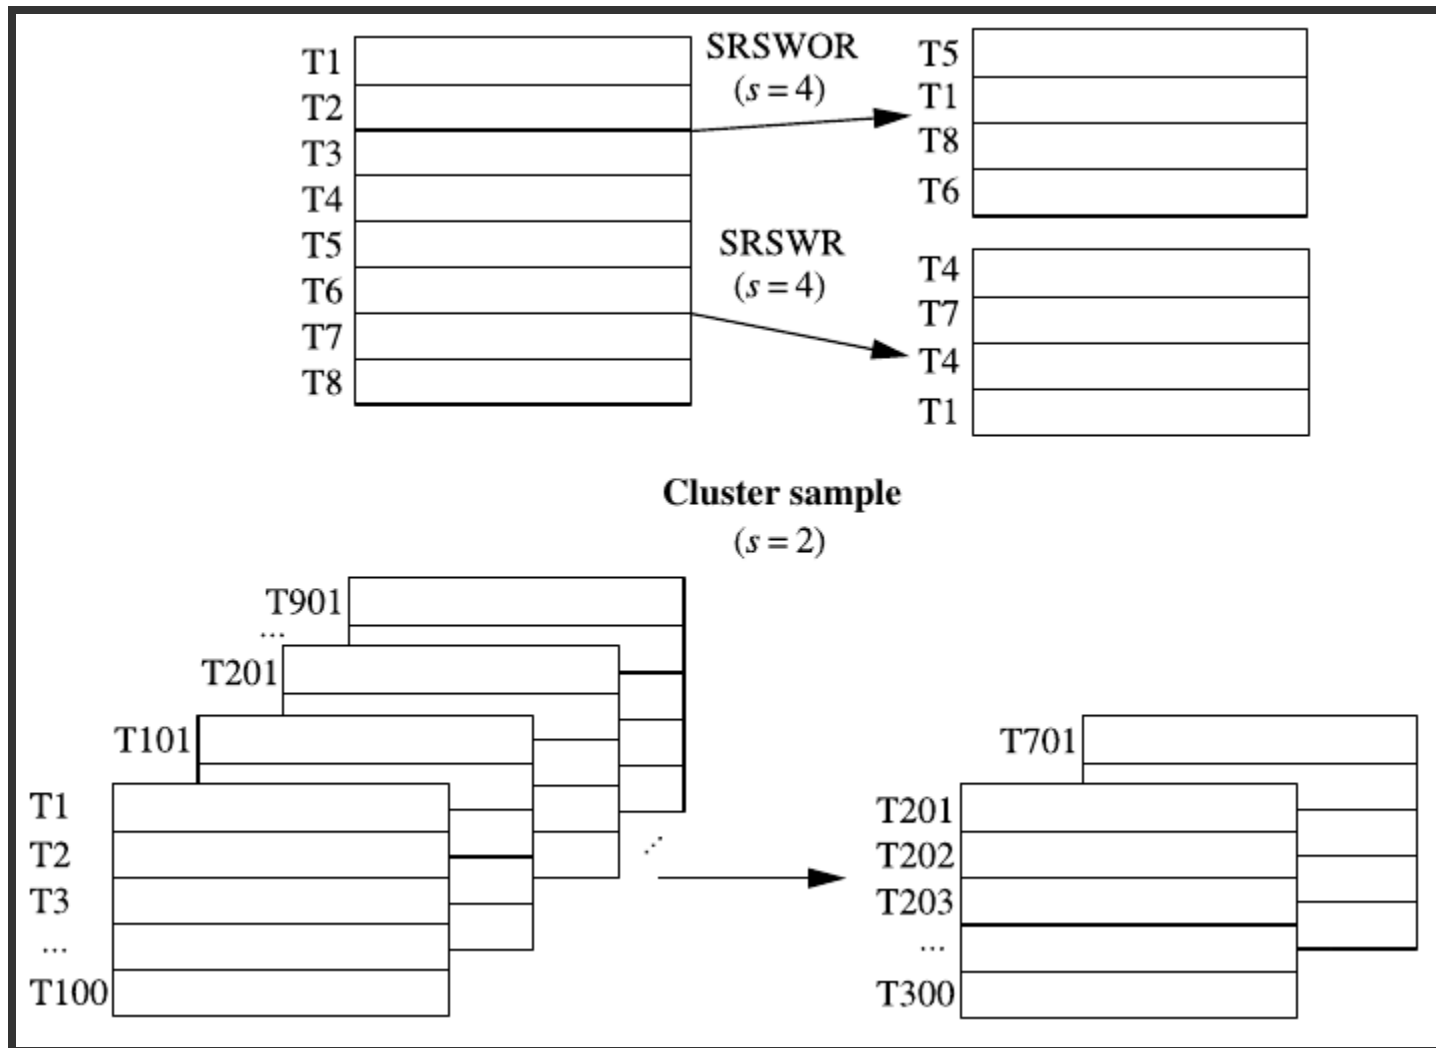 T1
T2
T3
T4
T5
T6
T7
T8
SRSWOR
(s = 4)
T5
T1
T8
T6
SRSWR
(s = 4)
T4
T7
T4
T1
Cluster sample
(s = 2)
T901
...
T201
T101
T1
T2
T3
...
T100
...
T701
T201
T202
T203
...
T300